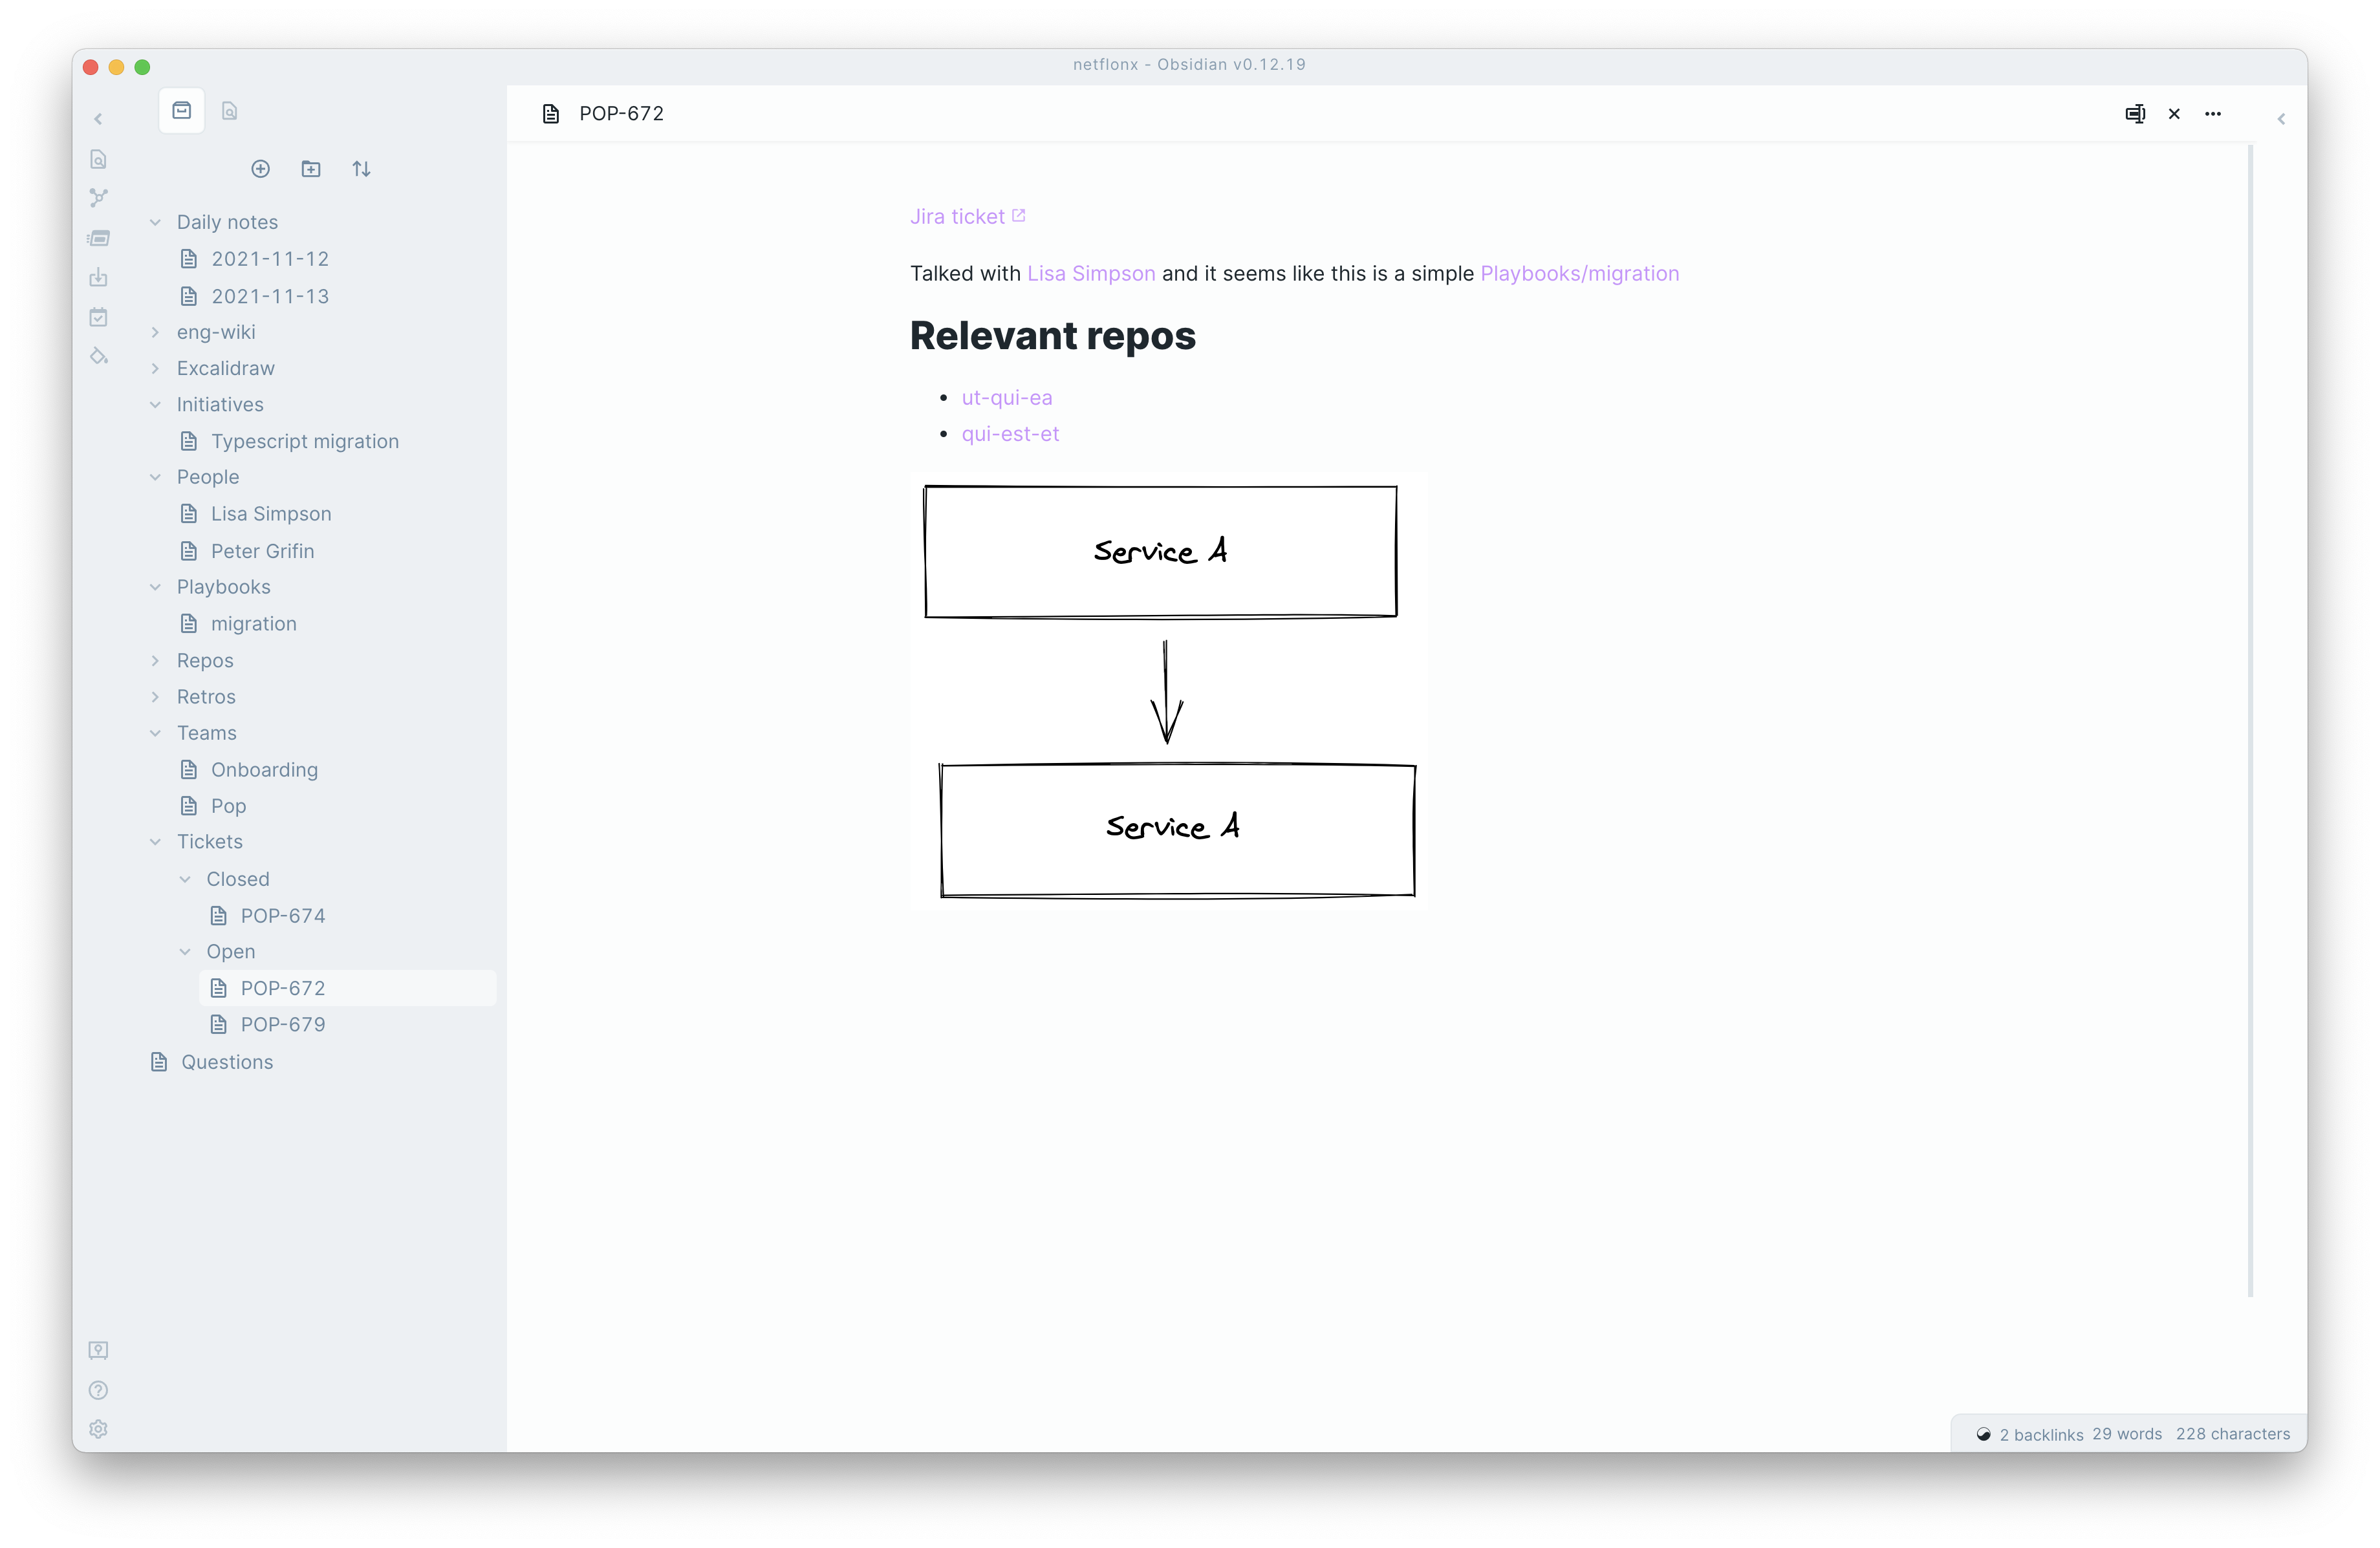 netflonx - Obsidian v0.12.19
Daily notes
2021-11-12
2021-11-13
eng-wiki
Excalidraw
Initiatives
Typescript migration
People
Lisa Simpson
Peter Grifin
Playbooks
migration
Repos
Retros
Teams
Onboarding
Pop
Tickets
Closed
POP-674
Open
POP-672
POP-679
Questions
POP-672
Jira ticket
Talked with Lisa Simpson and it seems like this is a simple Playbooks/migration
Relevant repos
ut-qui-ea
qui-est-et
Service A
Service A
2 backlinks 29 words 228 characters